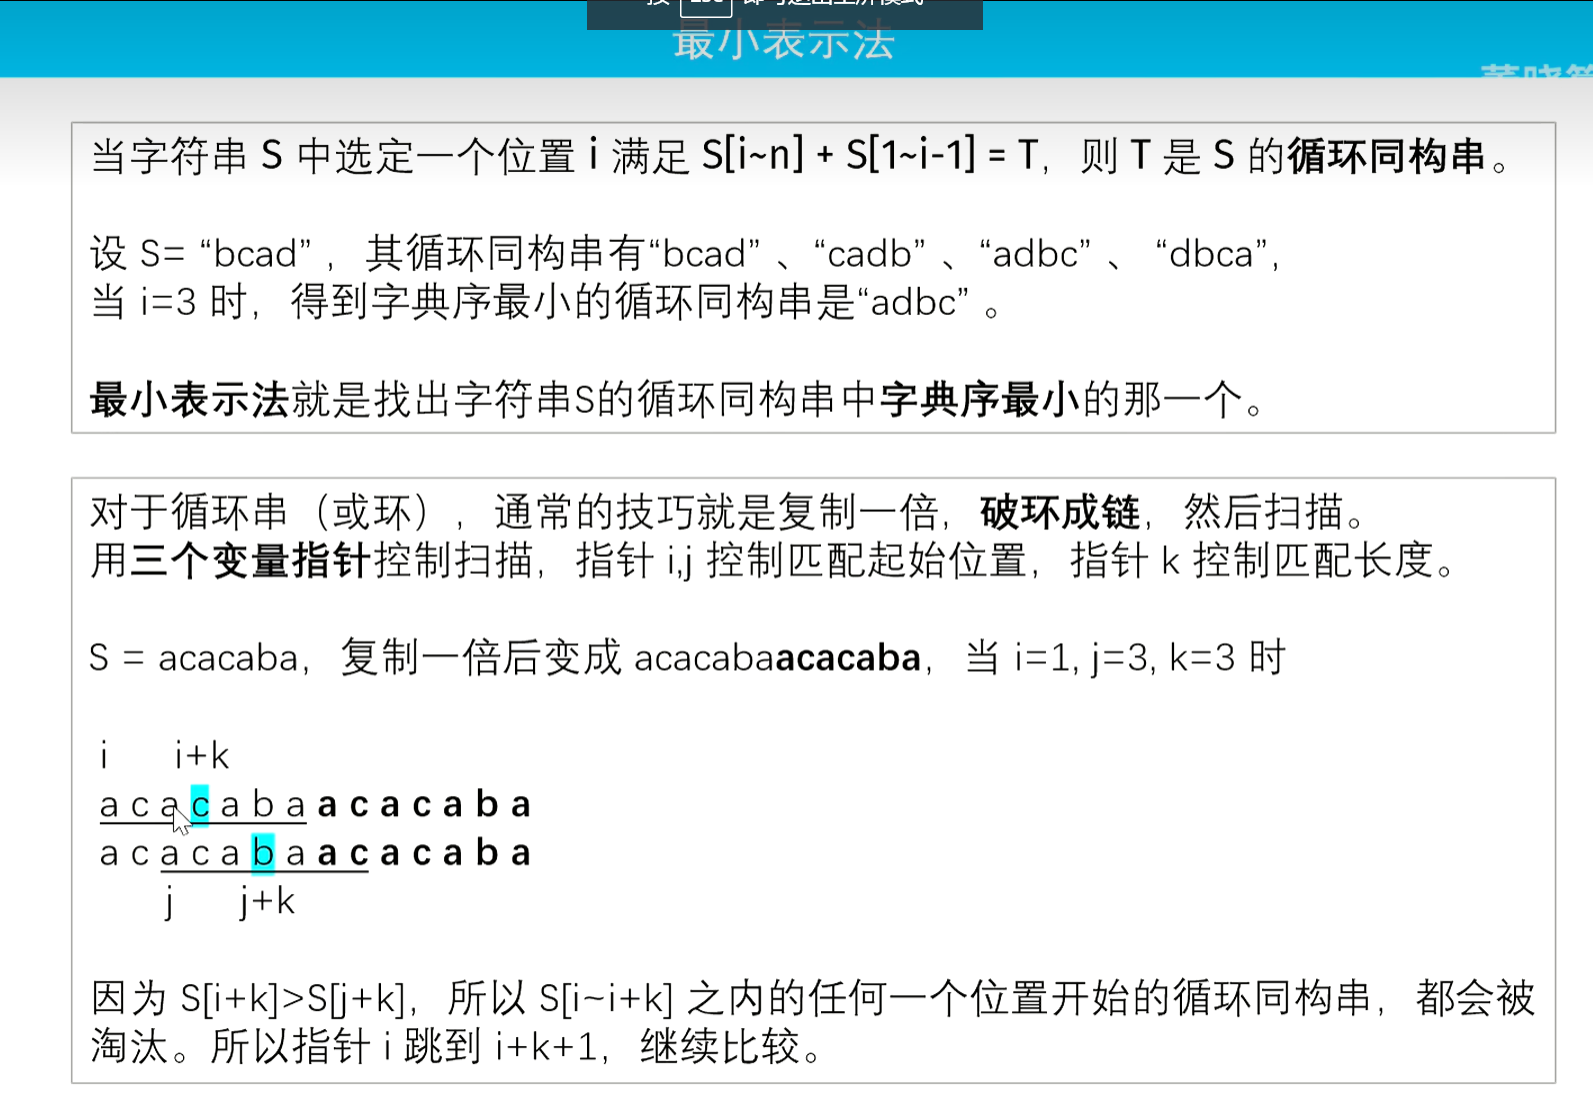 最小表示法
当字符串 S 中选定一个位置 i 满足 S[i~n] + S[1~i-1] = T，则 T 是 S 的循环同构串。
设 S= “bcad” ，其循环同构串有“bcad” 、“cadb” 、“adbc” 、 “dbca”,
当 i=3 时，得到字典序最小的循环同构串是“adbc” 。
最小表示法就是找出字符串S的循环同构串中字典序最小的那一个。
对于循环串（或环），通常的技巧就是复制一倍，破环成链，然后扫描。
用三个变量指针控制扫描，指针 i,j 控制匹配起始位置，指针 k 控制匹配长度。
S = acacaba，复制一倍后变成 acacabaacacaba，当 i=1, j=3, k=3 时
i i+k
a c a c a b a a c a c a b a
a c a c a b a a c a c a b a
j j+k
因为 S[i+k]>S[j+k]，所以 S[i~i+k] 之内的任何一个位置开始的循环同构串，都会被
淘汰。所以指针 i 跳到 i+k+1，继续比较。